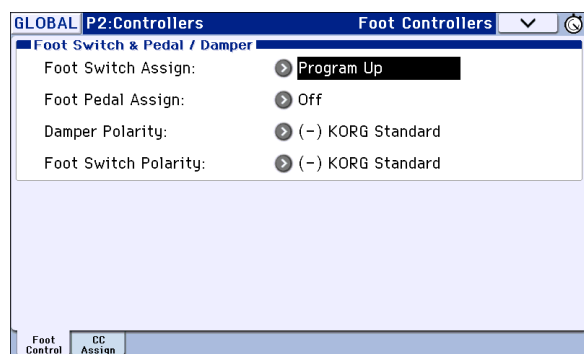 GLOBAL P2:Controllers Foot Controllers
Foot Switch & Pedal / Damper
Foot Switch Assign: Program Up
Foot Pedal Assign: Off
Damper Polarity: (-) KORG Standard
Foot Switch Polarity: (-) KORG Standard
Foot Control CC Assign